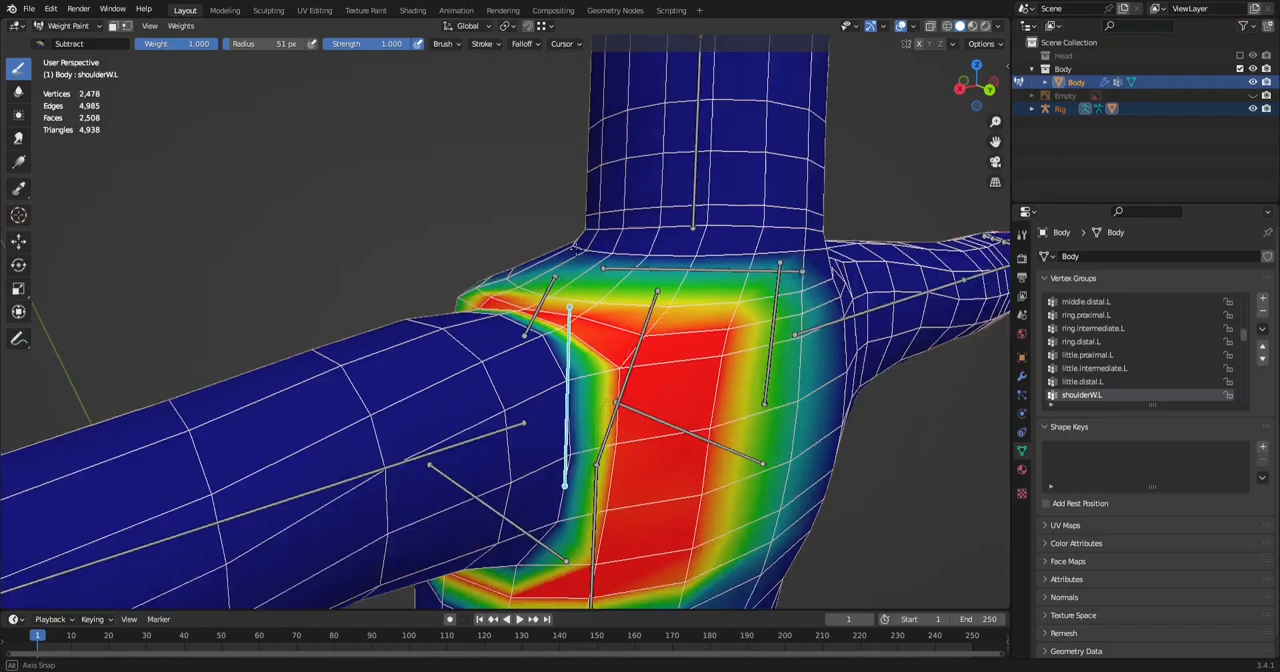 File Edit Render Window Help Layout Modeling Sculpting UV Editing Texture Paint Shading Animation Rendering Compositing Geometry Nodes Scripting + Scene ViewLayer
Weight Paint View Weights Global
Subtract Weight 1.000 Radius 51 px Strength 1.000 Brush Stroke Falloff Cursor X Y Z Options
User Perspective
(1) Body : shoulderW.L
Vertices 2,478
Edges 4,985
Faces 2,508
Triangles 4,938
Z
X
Y
Scene Collection
Head
Body
Body
Empty
Rig
Body > Body
Body
Vertex Groups
middle.distal.L
ring.proximal.L
ring.intermediate.L
ring.distal.L
little.proximal.L
little.intermediate.L
little.distal.L
shoulderW.L
Shape Keys
Add Rest Position
UV Maps
Color Attributes
Face Maps
Attributes
Normals
Texture Space
Remesh
Geometry Data
Playback Keying View Marker 1 Start 1 End 250
1 10 20 30 40 50 60 70 80 90 100 110 120 130 140 150 160 170 180 190 200 210 220 230 240 250
Alt Axis Snap 3.4.1